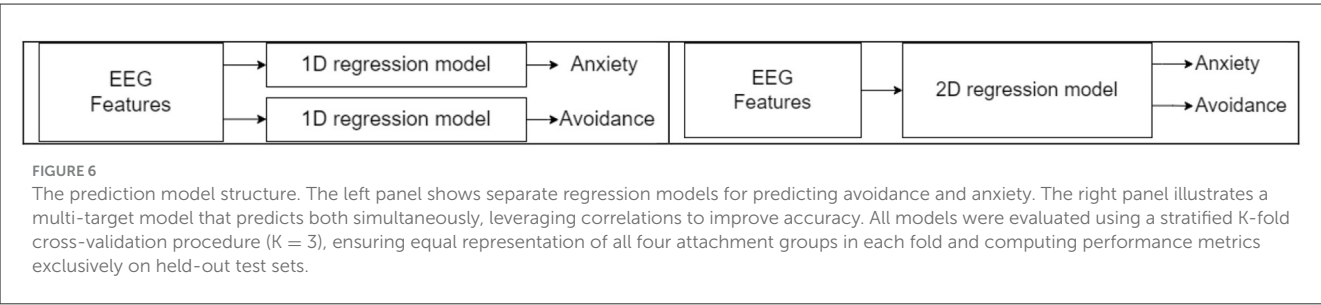 EEG
Features
1D regression model
Anxiety
1D regression model
Avoidance
EEG
Features
2D regression model
Anxiety
Avoidance
FIGURE 6
The prediction model structure. The left panel shows separate regression models for predicting avoidance and anxiety. The right panel illustrates a
multi-target model that predicts both simultaneously, leveraging correlations to improve accuracy. All models were evaluated using a stratified K-fold
cross-validation procedure (K = 3), ensuring equal representation of all four attachment groups in each fold and computing performance metrics
exclusively on held-out test sets.